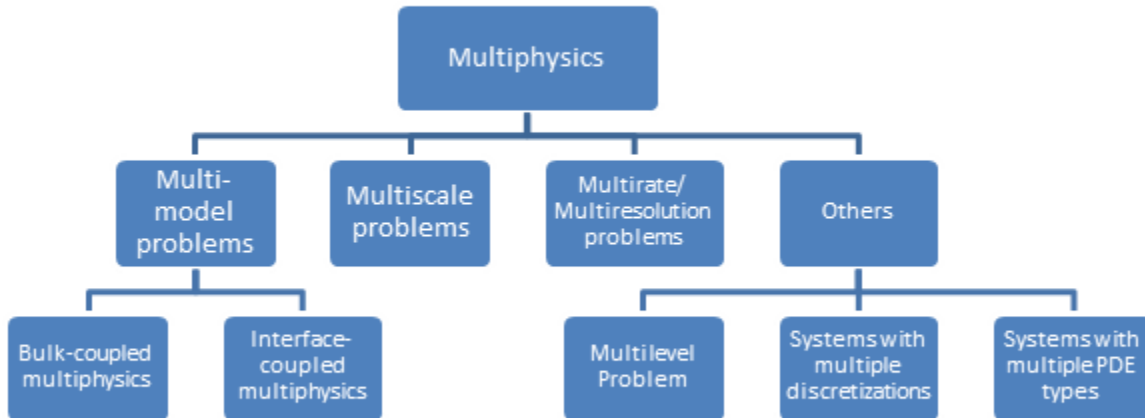 Multiphysics
Multi-
model
problems
Multiscale
problems
Multirate/
Multiresolution
problems
Others
Bulk-coupled
multiphysics
Interface-
coupled
multiphysics
Multilevel
Problem
Systems with
multiple
discretizations
Systems with
multiple PDE
types